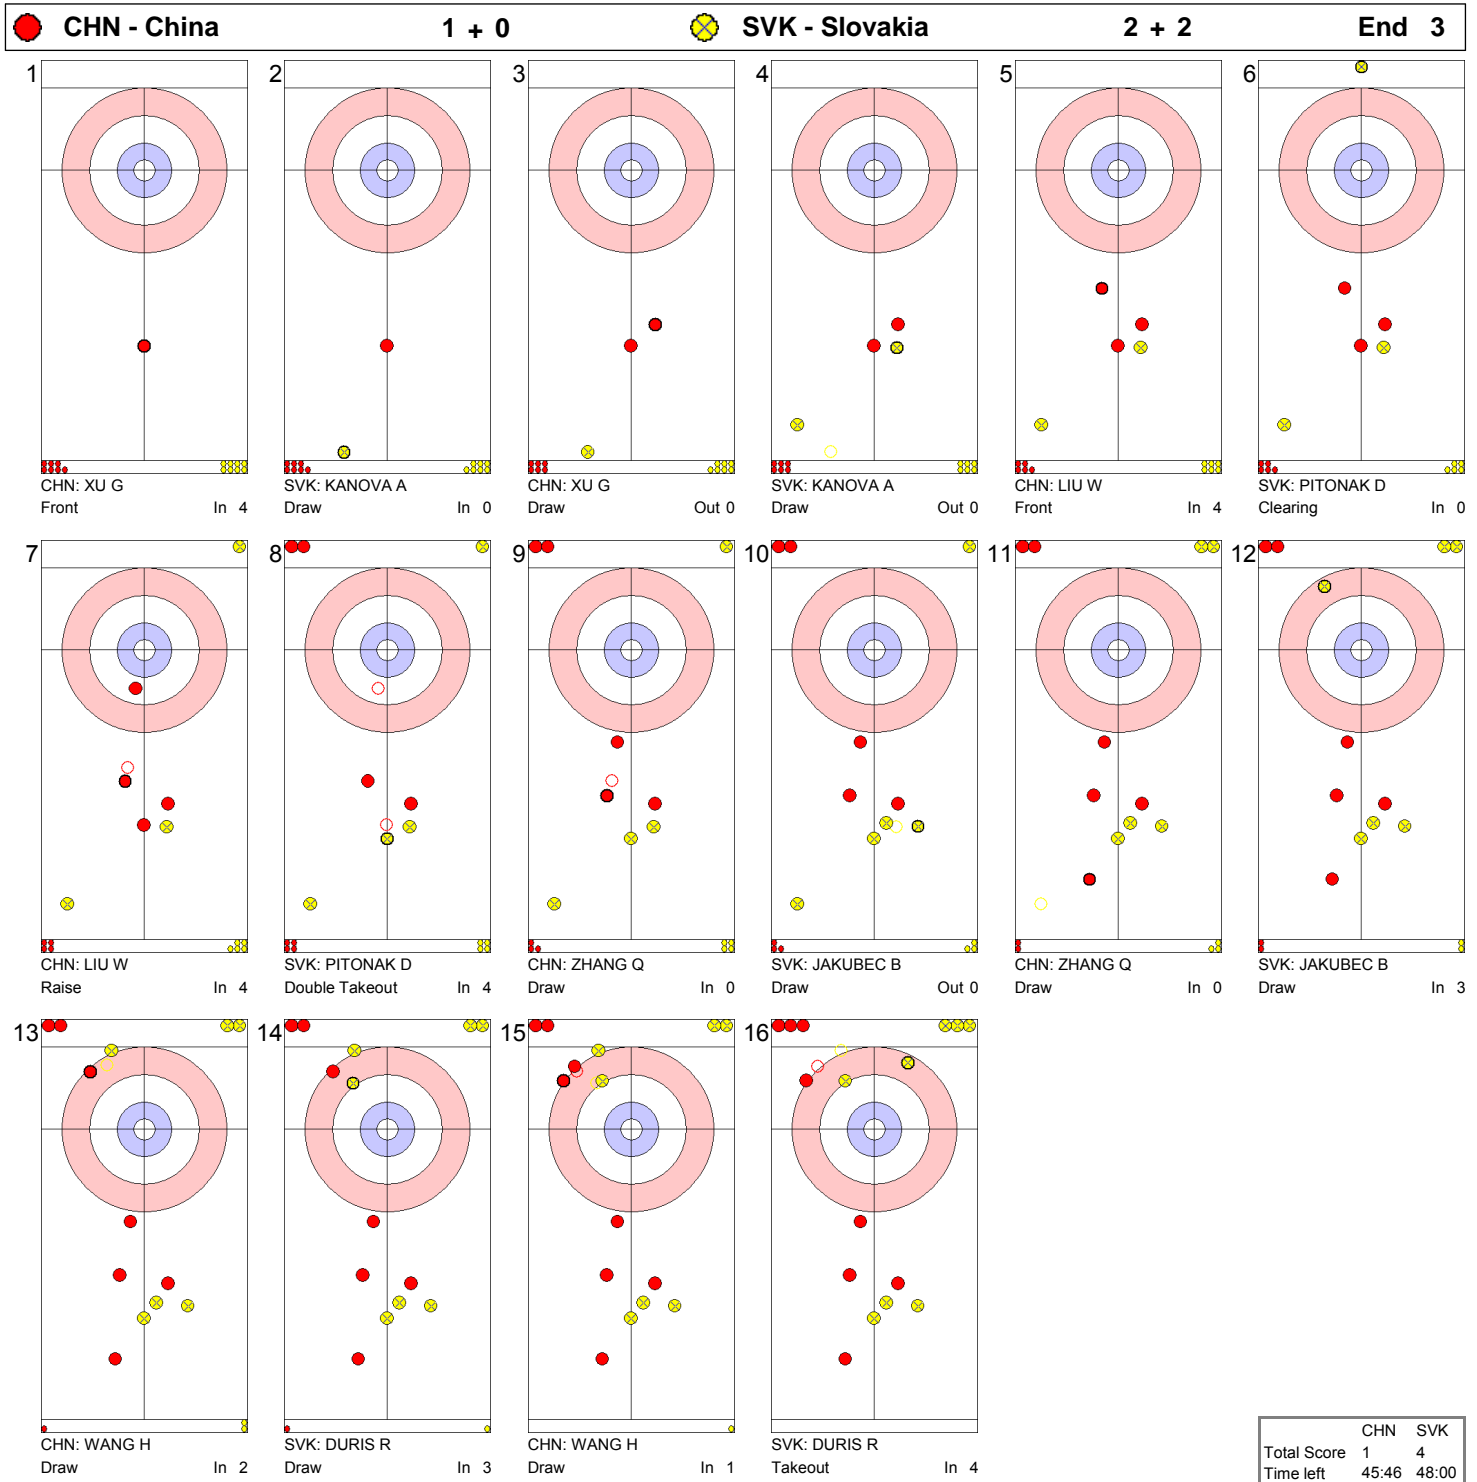 CHN - China 1 + 0 SVK - Slovakia 2 + 2 End 3
1 2 3 4 5 6
CHN: XU G SVK: KANOVA A CHN: XU G SVK: KANOVA A CHN: LIU W SVK: PITONAK D
Front In 4 Draw In 0 Draw Out 0 Draw Out 0 Front In 4 Clearing In 0
7 8 9 10 11 12
CHN: LIU W SVK: PITONAK D CHN: ZHANG Q SVK: JAKUBEC B CHN: ZHANG Q SVK: JAKUBEC B
Raise In 4 Double Takeout In 4 Draw In 0 Draw Out 0 Draw In 0 Draw In 3
13 14 15 16
CHN: WANG H SVK: DURIS R CHN: WANG H SVK: DURIS R
Draw In 2 Draw In 3 Draw In 1 Takeout In 4
CHN SVK
Total Score 1 4
Time left 45:46 48:00